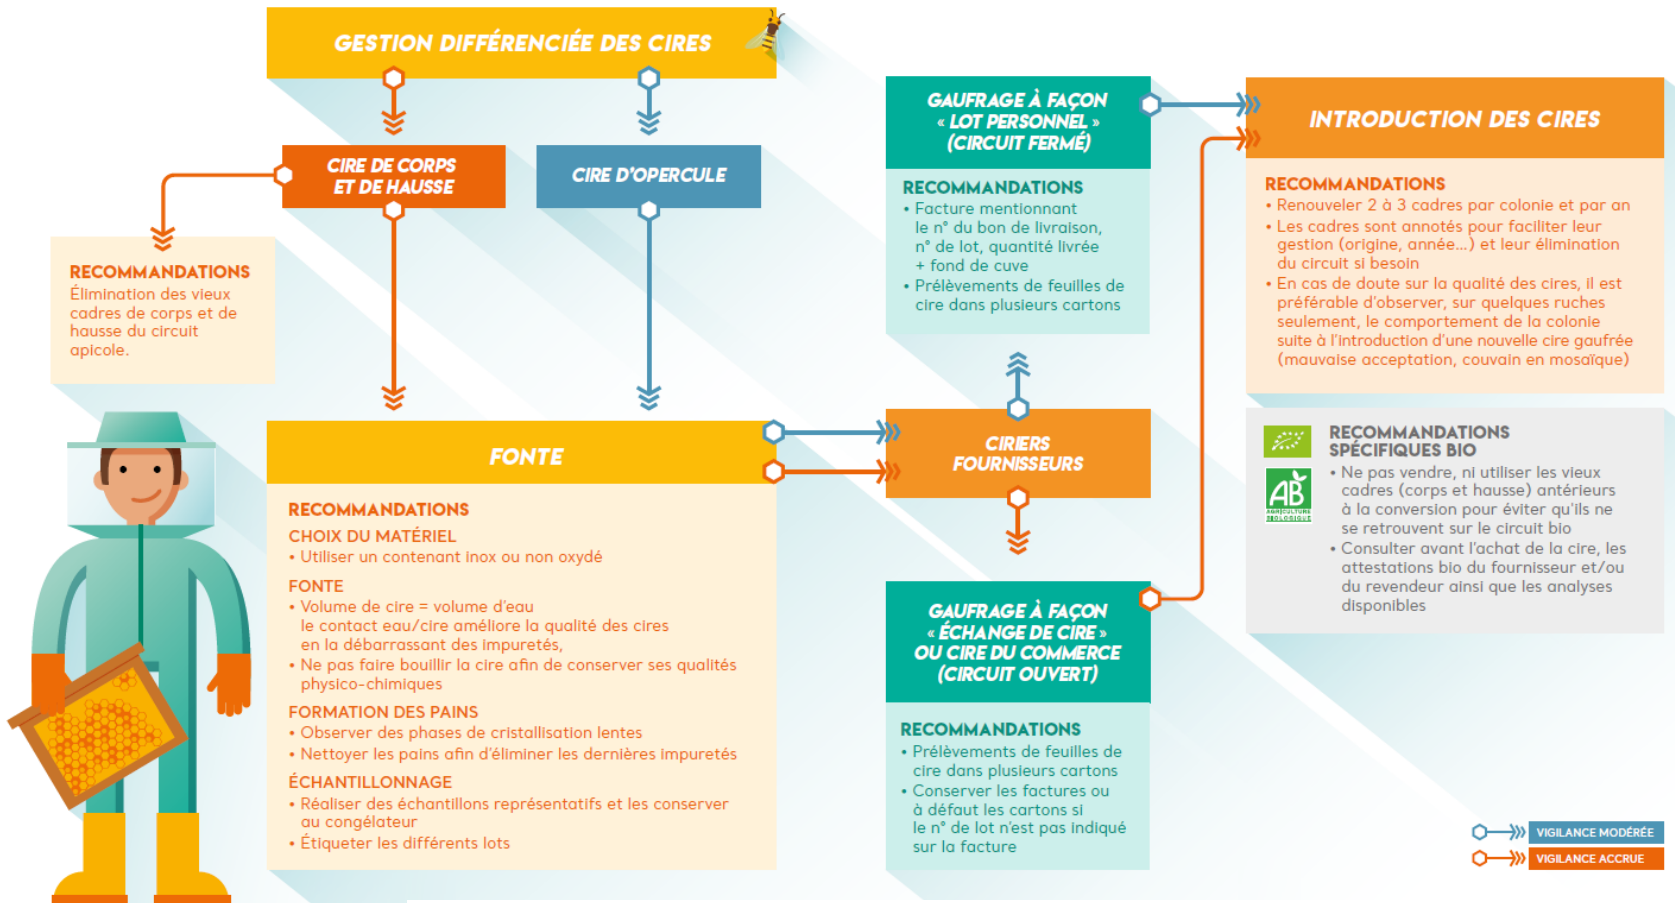 GESTION DIFFÉRENCIÉE DES CIRES
CIRE DE CORPS
ET DE HAUSSE
CIRE D'OPERCULE
RECOMMANDATIONS
Élimination des vieux
cadres de corps et de
hausse du circuit
apicole.
FONTE
RECOMMANDATIONS
CHOIX DU MATÉRIEL
• Utiliser un contenant inox ou non oxydé
FONTE
• Volume de cire = volume d'eau
le contact eau/cire améliore la qualité des cires
en la débarrassant des impuretés,
• Ne pas faire bouillir la cire afin de conserver ses qualités
physico-chimiques
FORMATION DES PAINS
• Observer des phases de cristallisation lentes
• Nettoyer les pains afin d'éliminer les dernières impuretés
ÉCHANTILLONNAGE
• Réaliser des échantillons représentatifs et les conserver
au congélateur
• Étiqueter les différents lots
GAUFRAGE À FAÇON
« LOT PERSONNEL »
(CIRCUIT FERMÉ)
RECOMMANDATIONS
• Facture mentionnant
le n° du bon de livraison,
n° de lot, quantité livrée
+ fond de cuve
• Prélèvements de feuilles de
cire dans plusieurs cartons
CIRIERS
FOURNISSEURS
GAUFRAGE À FAÇON
« ÉCHANGE DE CIRE »
OU CIRE DU COMMERCE
(CIRCUIT OUVERT)
RECOMMANDATIONS
• Prélèvements de feuilles de
cire dans plusieurs cartons
• Conserver les factures ou
à défaut les cartons si
le n° de lot n'est pas indiqué
sur la facture
INTRODUCTION DES CIRES
RECOMMANDATIONS
• Renouveler 2 à 3 cadres par colonie et par an
• Les cadres sont annotés pour faciliter leur
gestion (origine, année...) et leur élimination
du circuit si besoin
• En cas de doute sur la qualité des cires, il est
préférable d'observer, sur quelques ruches
seulement, le comportement de la colonie
suite à l'introduction d'une nouvelle cire gaufrée
(mauvaise acceptation, couvain en mosaïque)
AB
AGRICULTURE
BIOLOGIQUE
RECOMMANDATIONS
SPÉCIFIQUES BIO
• Ne pas vendre, ni utiliser les vieux
cadres (corps et hausse) antérieurs
à la conversion pour éviter qu'ils ne
se retrouvent sur le circuit bio
• Consulter avant l'achat de la cire, les
attestations bio du fournisseur et/ou
du revendeur ainsi que les analyses
disponibles
VIGILANCE MODÉRÉE
VIGILANCE ACCRUE